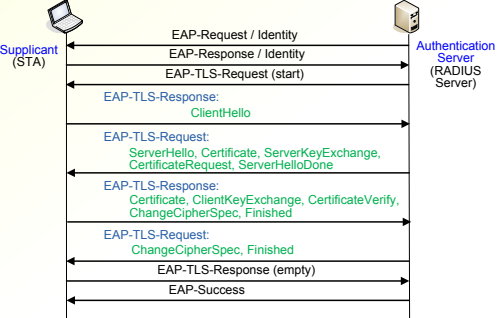 EAP-Request / Identity
Supplicant
(STA)
Authentication
Server
(RADIUS
Server)
EAP-Response / Identity
EAP-TLS-Request (start)
EAP-TLS-Response:
ClientHello
EAP-TLS-Request:
ServerHello, Certificate, ServerKeyExchange,
CertificateRequest, ServerHelloDone
EAP-TLS-Response:
Certificate, ClientKeyExchange, CertificateVerify,
ChangeCipherSpec, Finished
EAP-TLS-Request:
ChangeCipherSpec, Finished
EAP-TLS-Response (empty)
EAP-Success